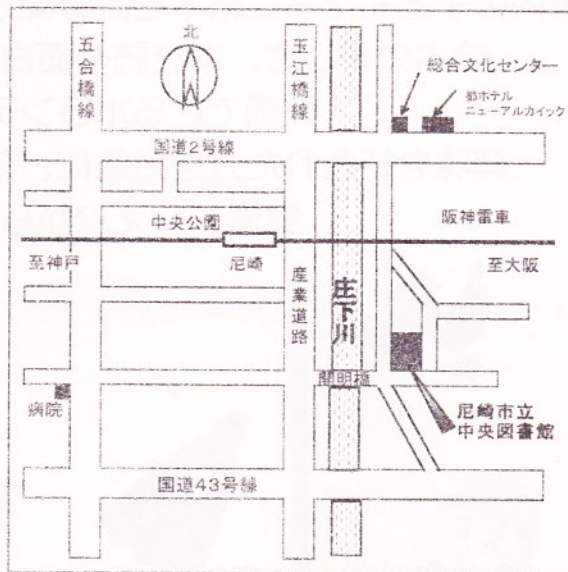 北
五合橋線
玉江橋線
総合文化センター
都ホテル
ニューアルカイック
国道2号線
中央公園
阪神電車
至神戸
尼崎
至大阪
産業道路
庄下川
開明橋
病院
尼崎市立
中央図書館
国道43号線